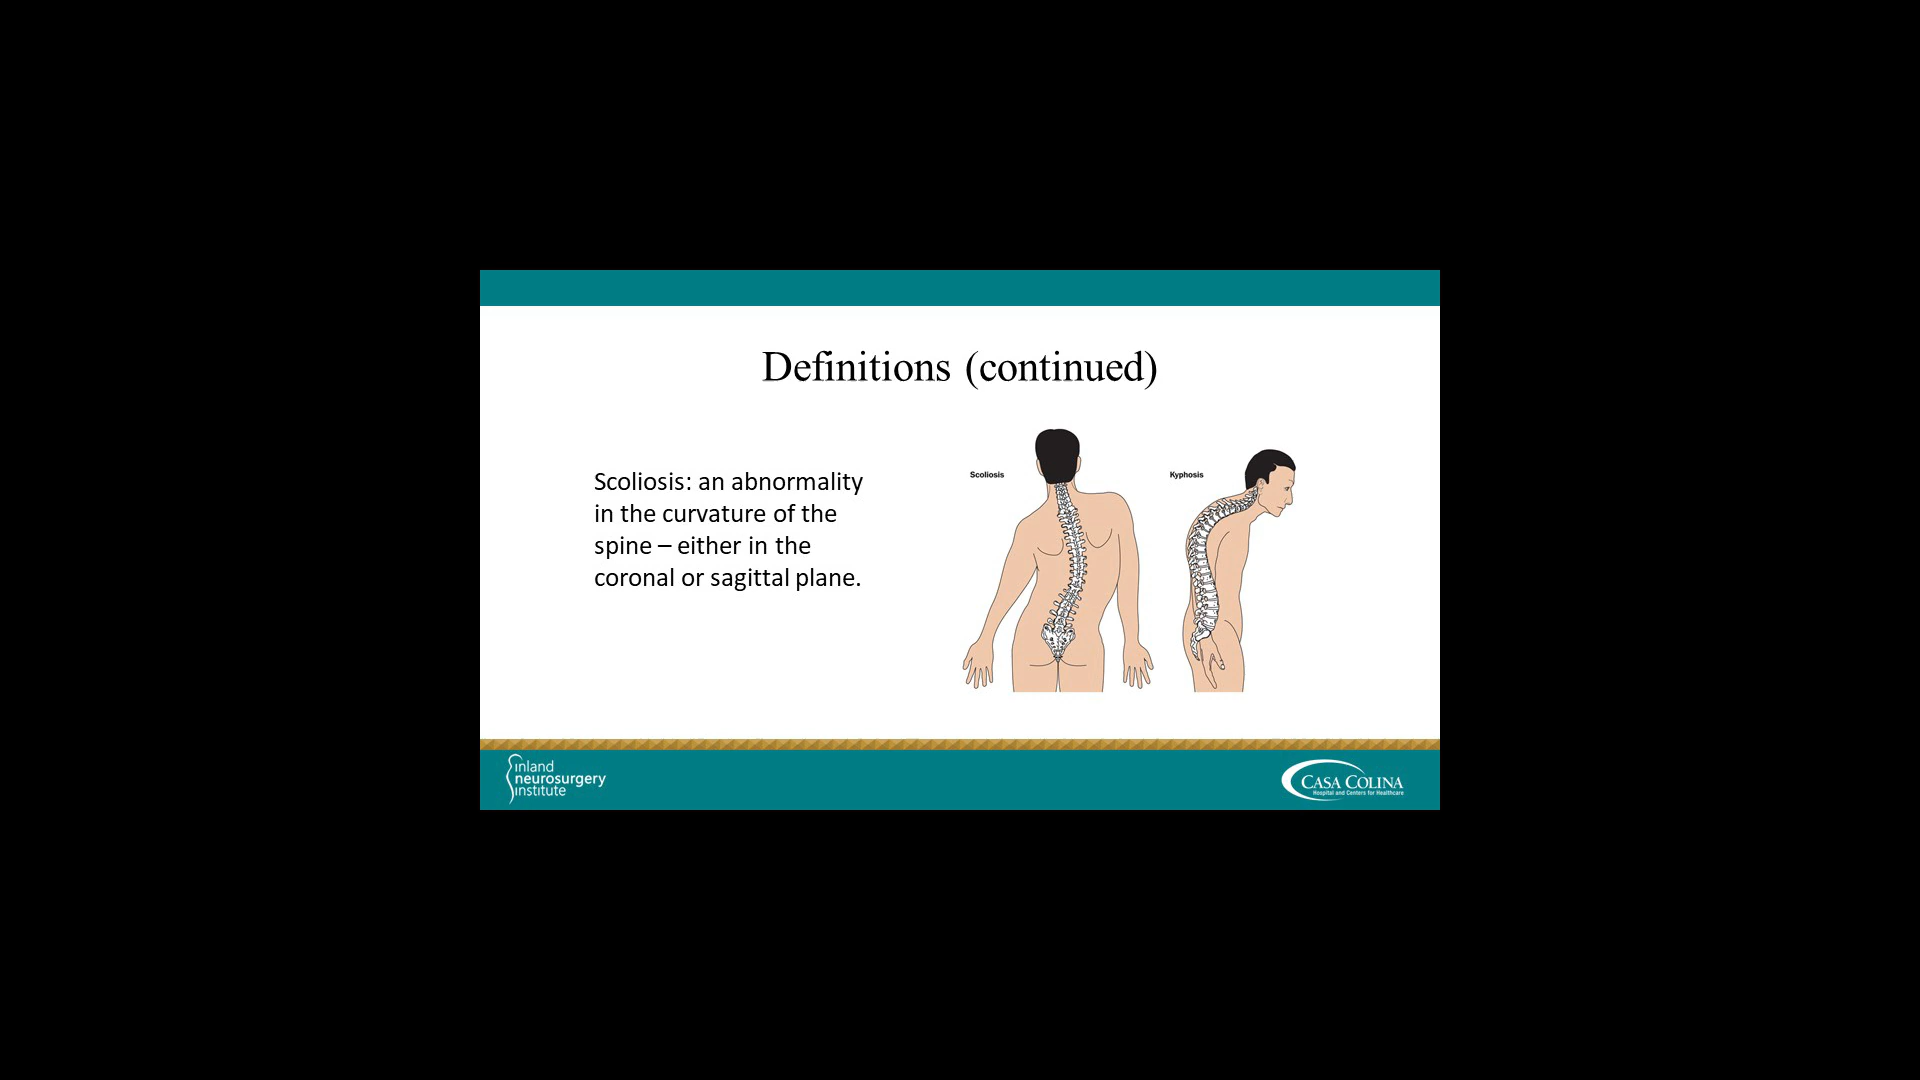 Definitions (continued)
Scoliosis: an abnormality
in the curvature of the
spine – either in the
coronal or sagittal plane.
Scoliosis
Kyphosis
inland
neurosurgery
institute
CASA COLINA
Hospital and Centers for Healthcare